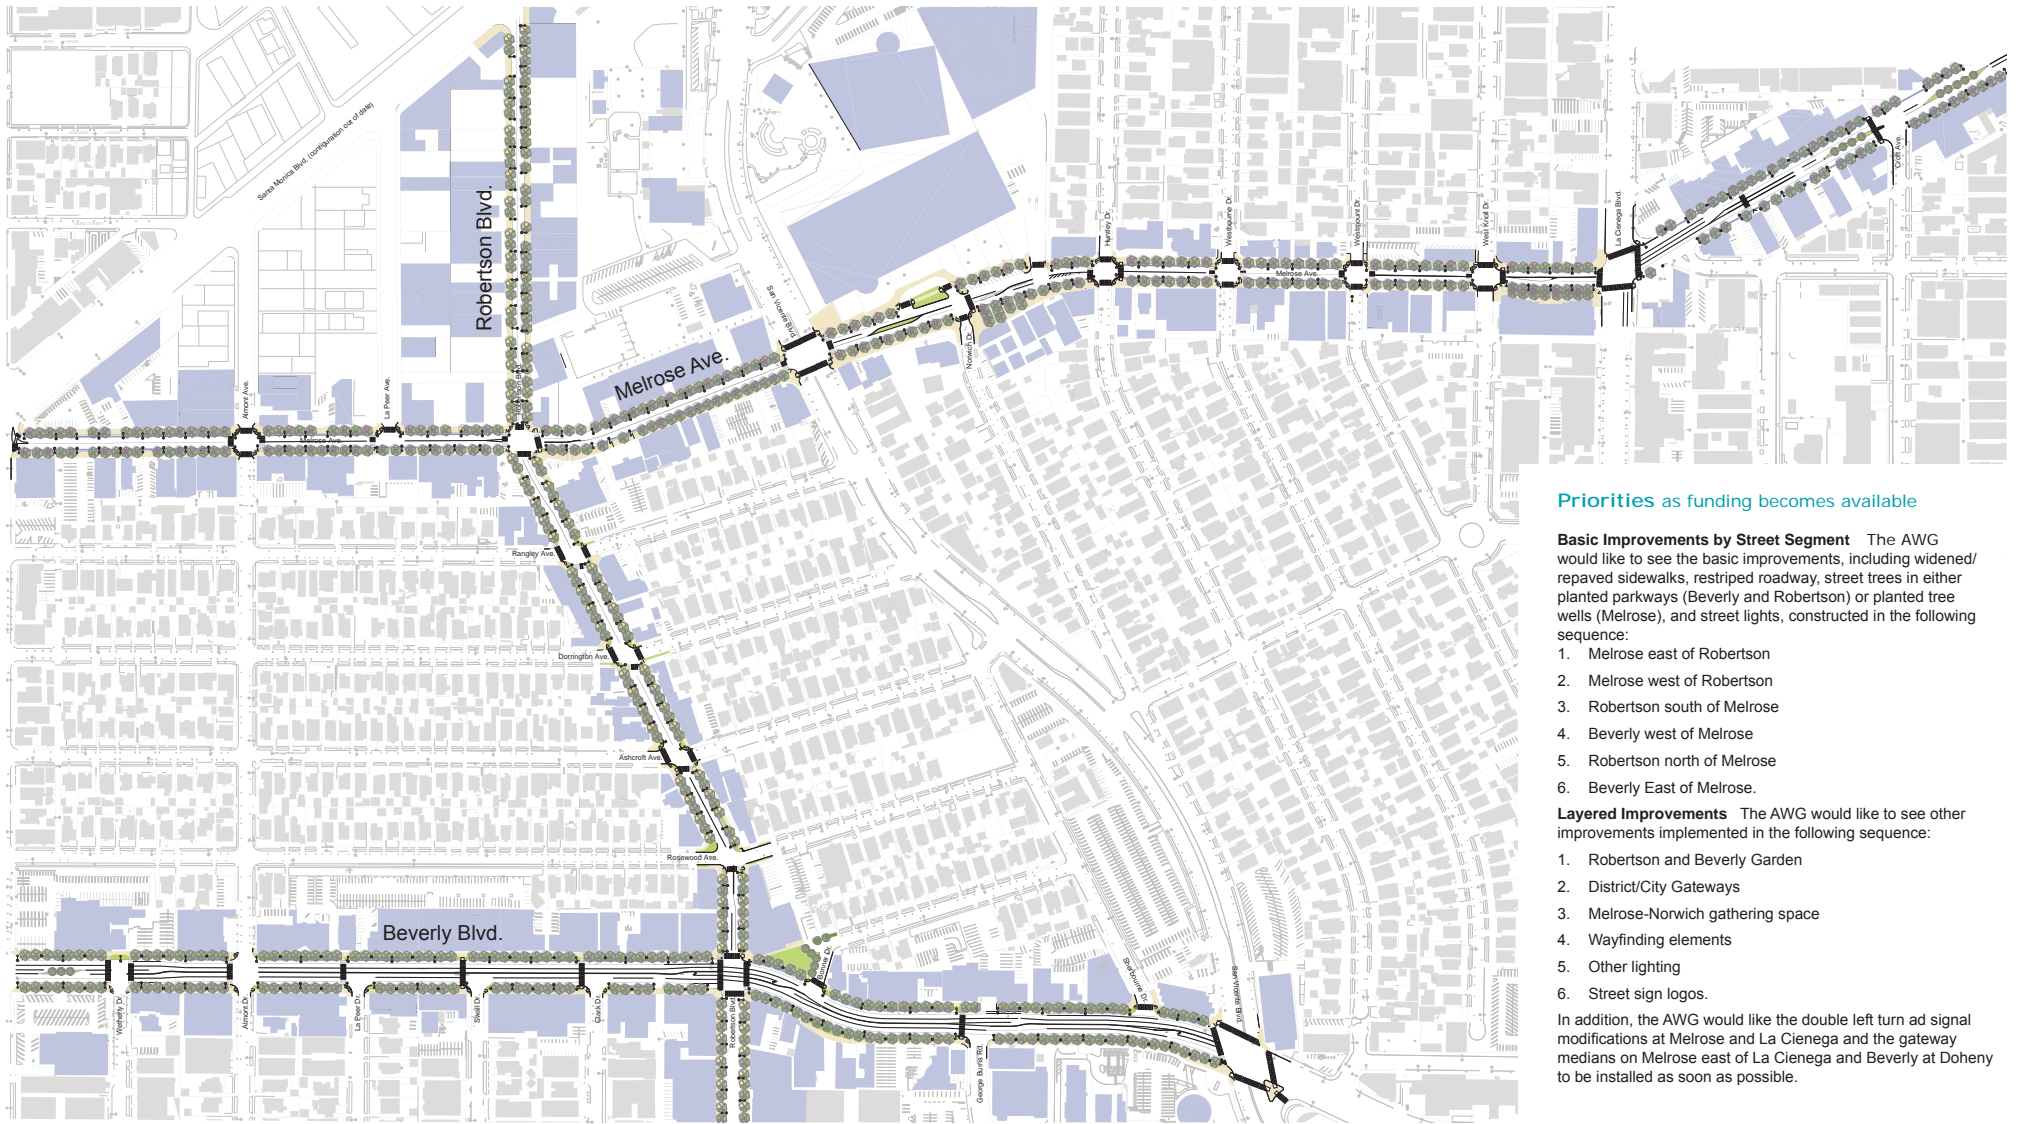 Santa Monica Blvd. (configuration out of date)
Robertson Blvd.
Melrose Ave.
Beverly Blvd.
San Vicente Blvd.
Norwich Dr.
Huntley Dr.
Westbourne Dr.
Westmount Dr.
West Knoll Dr.
La Cienega Blvd.
Croft Ave.
Melrose Ave.
Almont Ave.
La Peer Ave.
Robertson Blvd.
Melrose Ave.
Rangley Ave.
Dorrington Ave.
Ashcroft Ave.
Rosewood Ave.
Wetherly Dr.
Almont Dr.
La Peer Dr.
Swall Dr.
Clark Dr.
Robertson Blvd.
Bonner Dr.
George Burns Rd.
Sherbourne Dr.
San Vicente Blvd.
Priorities as funding becomes available
Basic Improvements by Street Segment The AWG
would like to see the basic improvements, including widened/
repaved sidewalks, restriped roadway, street trees in either
planted parkways (Beverly and Robertson) or planted tree
wells (Melrose), and street lights, constructed in the following
sequence:
1. Melrose east of Robertson
2. Melrose west of Robertson
3. Robertson south of Melrose
4. Beverly west of Melrose
5. Robertson north of Melrose
6. Beverly East of Melrose.
Layered Improvements The AWG would like to see other
improvements implemented in the following sequence:
1. Robertson and Beverly Garden
2. District/City Gateways
3. Melrose-Norwich gathering space
4. Wayfinding elements
5. Other lighting
6. Street sign logos.
In addition, the AWG would like the double left turn ad signal
modifications at Melrose and La Cienega and the gateway
medians on Melrose east of La Cienega and Beverly at Doheny
to be installed as soon as possible.